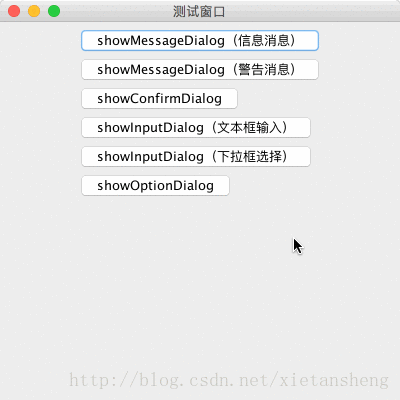 测试窗口
showMessageDialog（信息消息）
showMessageDialog（警告消息）
showConfirmDialog
showInputDialog（文本框输入）
showInputDialog（下拉框选择）
showOptionDialog
http://blog.csdn.net/xietansheng